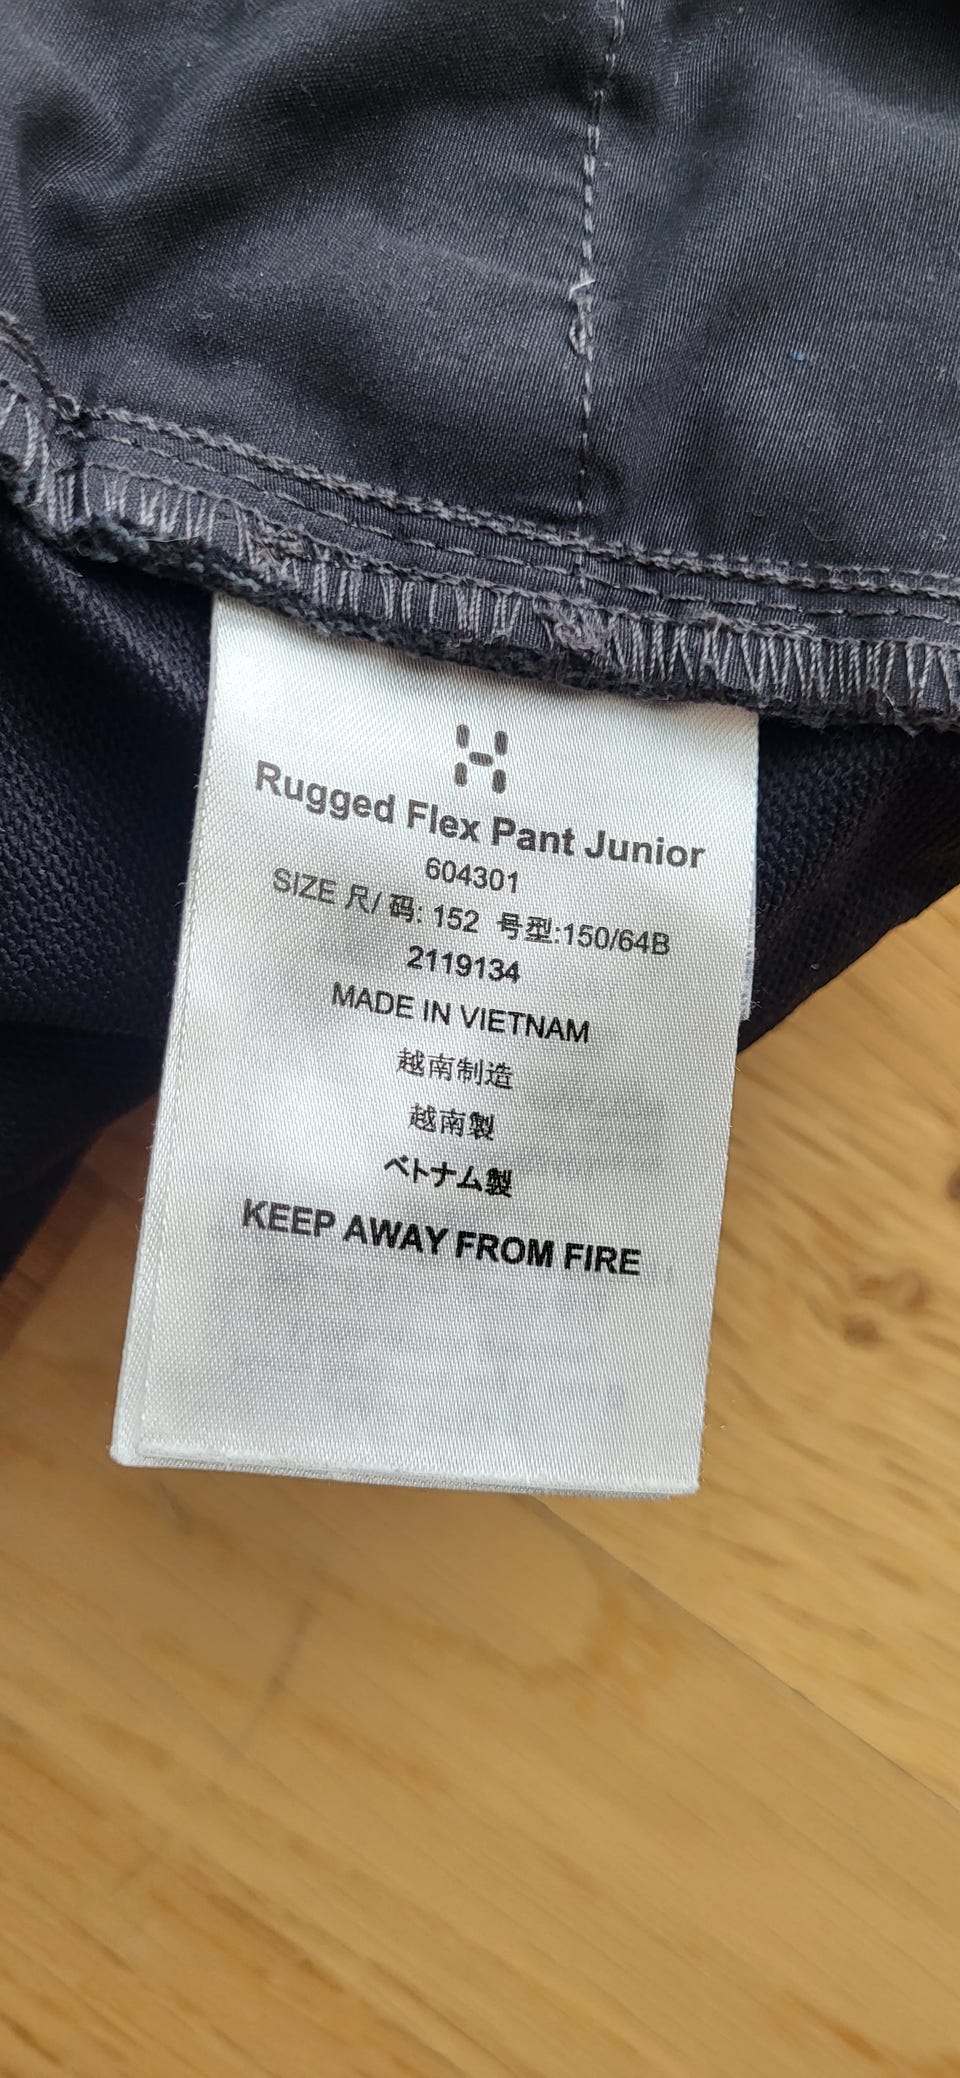 Rugged Flex Pant Junior
604301
SIZE 尺/ 码: 152 号型:150/64B
2119134
MADE IN VIETNAM
越南制造
越南製
ベトナム製
KEEP AWAY FROM FIRE